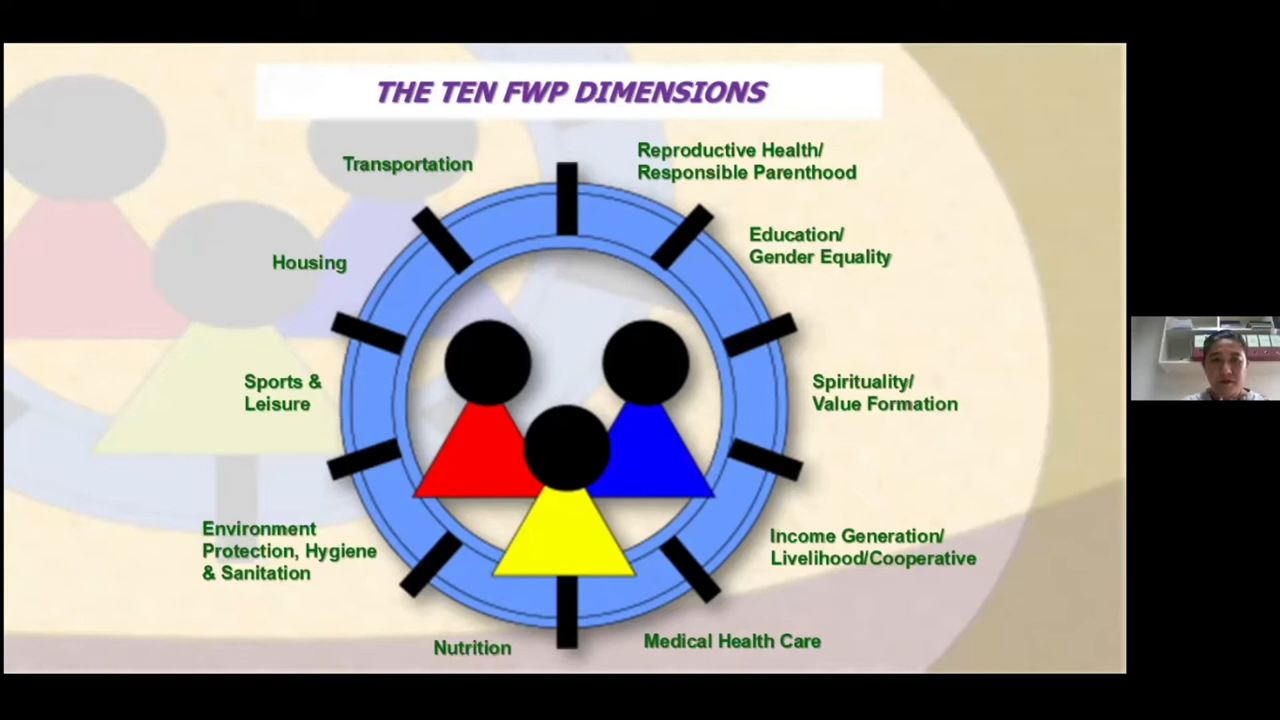 THE TEN FWP DIMENSIONS
Reproductive Health/
Responsible Parenthood
Education/
Gender Equality
Spirituality/
Value Formation
Income Generation/
Livelihood/Cooperative
Medical Health Care
Nutrition
Environment
Protection, Hygiene
& Sanitation
Sports &
Leisure
Housing
Transportation